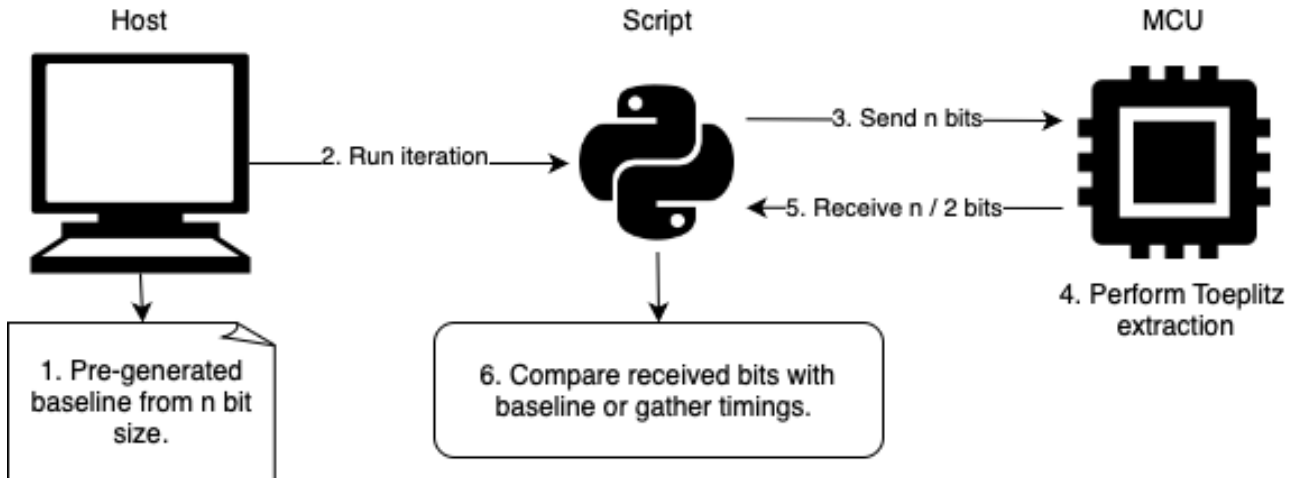 Host
Script
MCU
2. Run iteration
3. Send n bits
5. Receive n / 2 bits
4. Perform Toeplitz
extraction
1. Pre-generated
baseline from n bit
size.
6. Compare received bits with
baseline or gather timings.